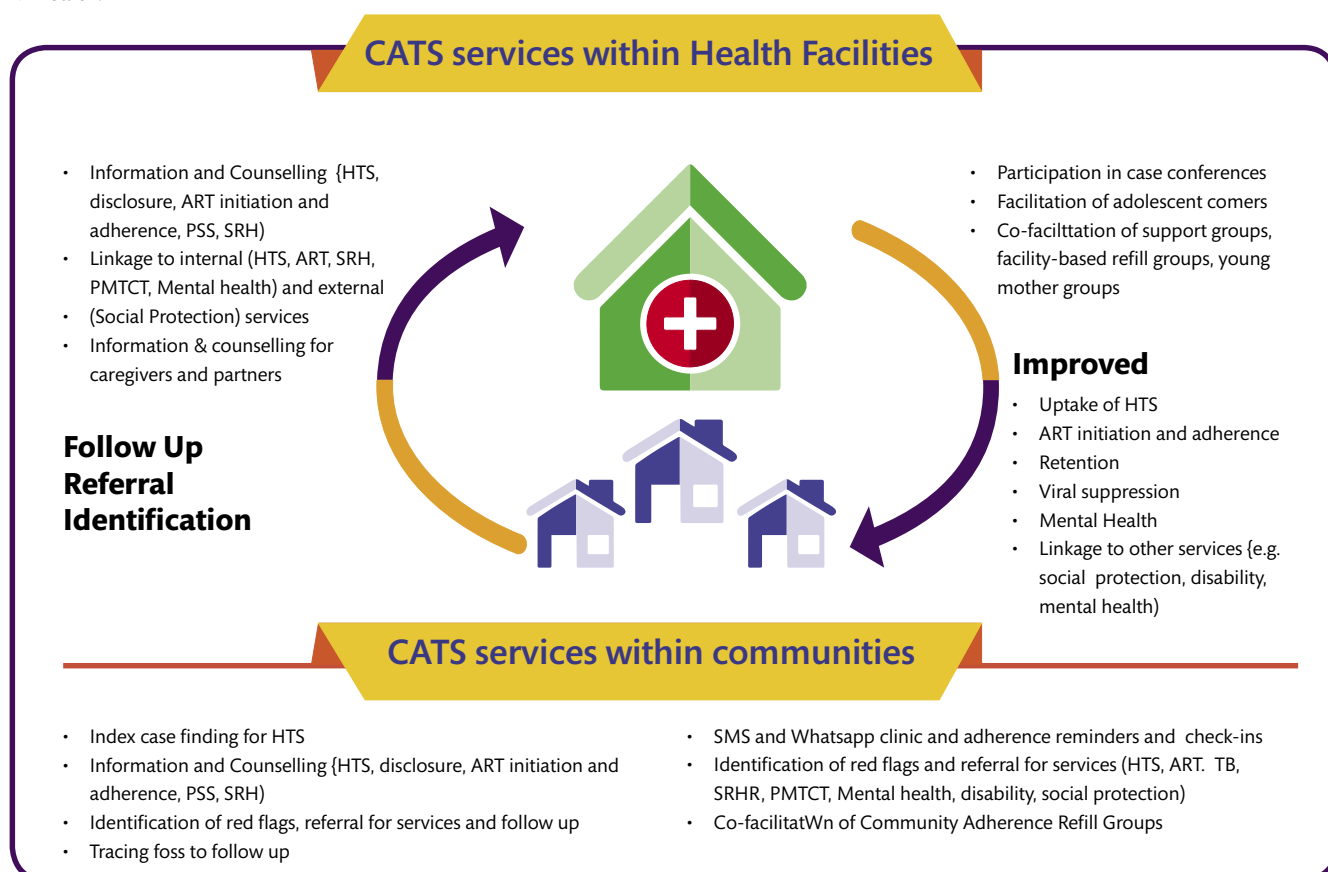 CATS services within Health Facilities
• Information and Counselling {HTS,
disclosure, ART initiation and
adherence, PSS, SRH)
• Linkage to internal (HTS, ART, SRH,
PMTCT, Mental health) and external
• (Social Protection) services
• Information & counselling for
caregivers and partners
Follow Up
Referral
Identification
• Participation in case conferences
• Facilitation of adolescent comers
• Co-facilttation of support groups,
facility-based refill groups, young
mother groups
Improved
• Uptake of HTS
• ART initiation and adherence
• Retention
• Viral suppression
• Mental Health
• Linkage to other services {e.g.
social protection, disability,
mental health)
CATS services within communities
• Index case finding for HTS
• Information and Counselling {HTS, disclosure, ART initiation and
adherence, PSS, SRH)
• Identification of red flags, referral for services and follow up
• Tracing foss to follow up
• SMS and Whatsapp clinic and adherence reminders and check-ins
• Identification of red flags and referral for services (HTS, ART. TB,
SRHR, PMTCT, Mental health, disability, social protection)
• Co-facilitatWn of Community Adherence Refill Groups